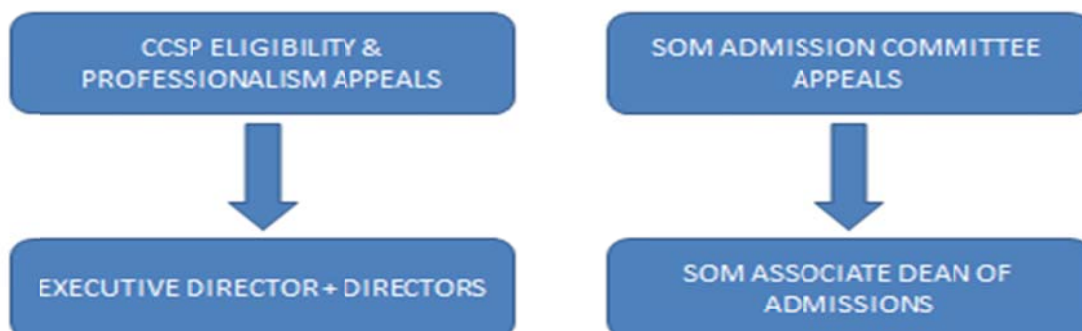 CCSP ELIGIBILITY &
PROFESSIONALISM APPEALS
SOM ADMISSION COMMITTEE
APPEALS
EXECUTIVE DIRECTOR + DIRECTORS
SOM ASSOCIATE DEAN OF
ADMISSIONS